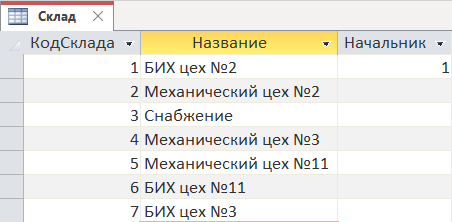 Склад
КодСклада Название Начальник
1 БИХ цех №2 1
2 Механический цех №2
3 Снабжение
4 Механический цех №3
5 Механический цех №11
6 БИХ цех №11
7 БИХ цех №3